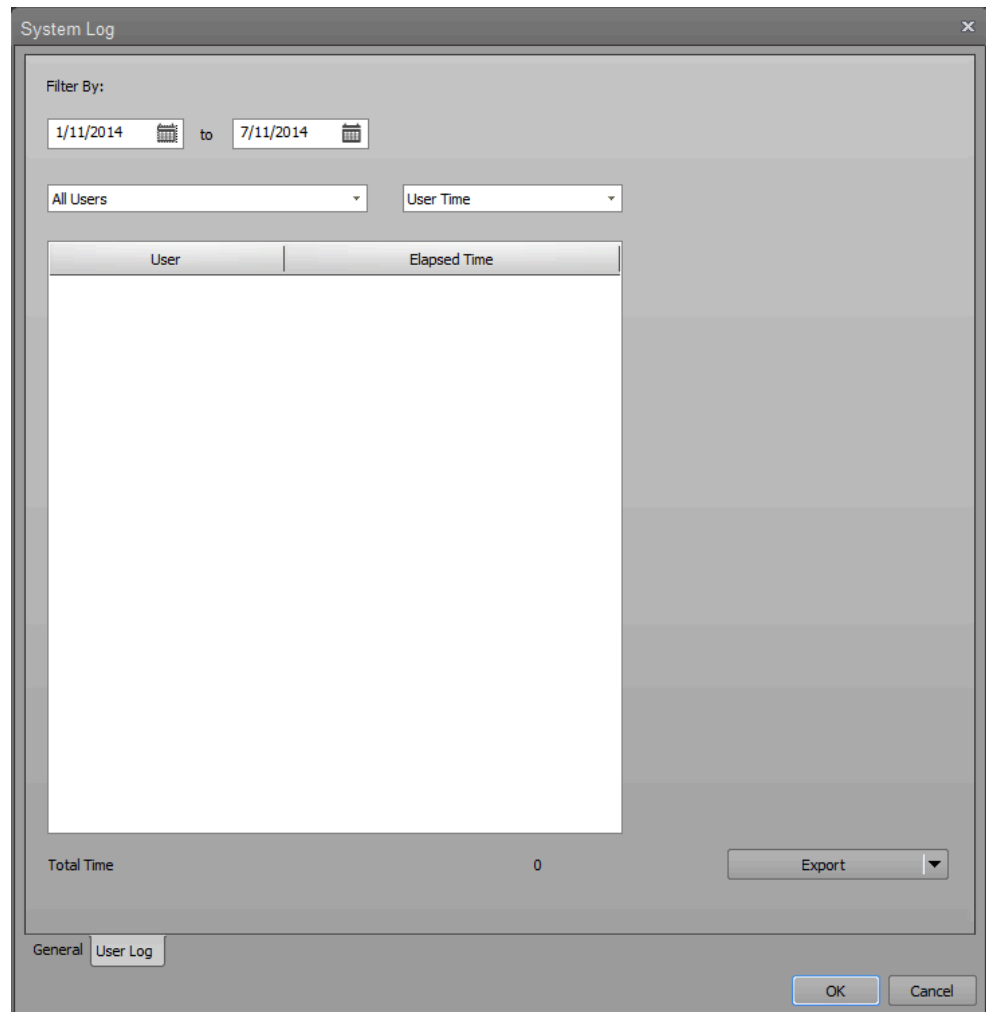 System Log
Filter By:
1/11/2014 to 7/11/2014
All Users User Time
User Elapsed Time
Total Time 0 Export
General User Log
OK Cancel